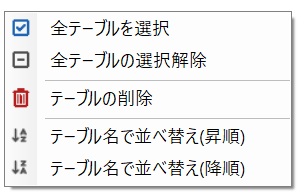 全テーブルを選択
全テーブルの選択解除
テーブルの削除
テーブル名で並べ替え(昇順)
テーブル名で並べ替え(降順)